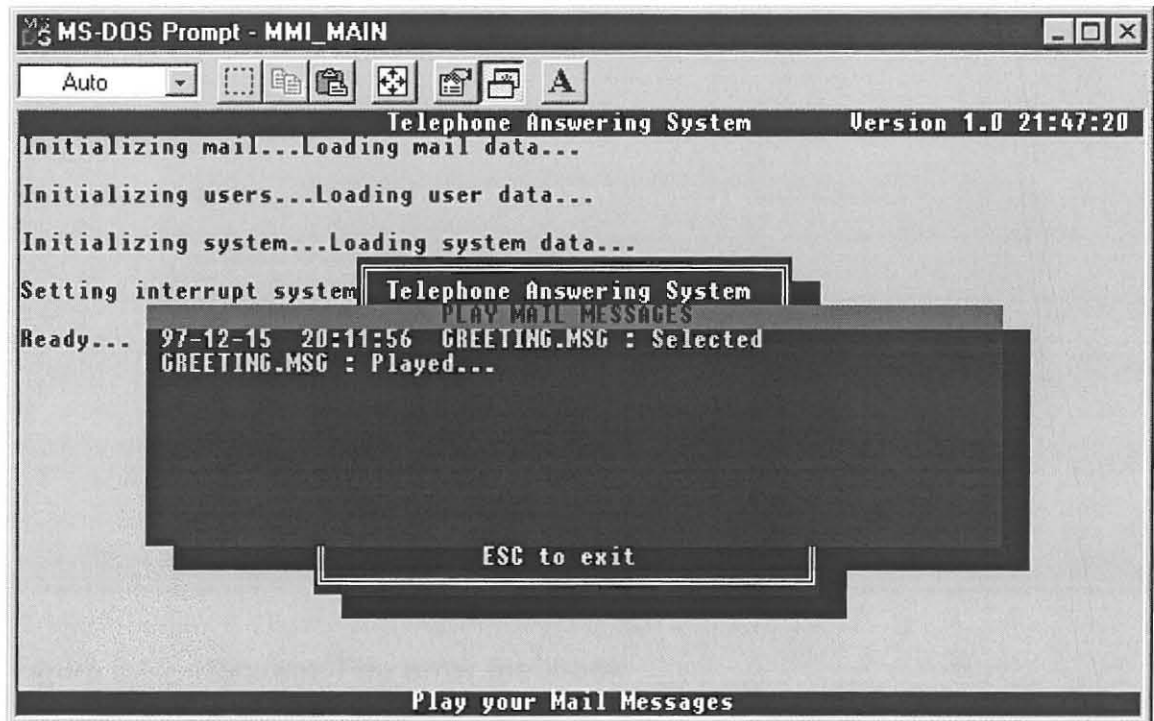 MS-DOS Prompt - MMI_MAIN
Auto
A
Telephone Answering System Version 1.0 21:47:20
Initializing mail...Loading mail data...
Initializing users...Loading user data...
Initializing system...Loading system data...
Setting interrupt system
Telephone Answering System
PLAY MAIL MESSAGES
Ready...
97-12-15 20:11:56 GREETING.MSG : Selected
GREETING.MSG : Played...
ESC to exit
Play your Mail Messages